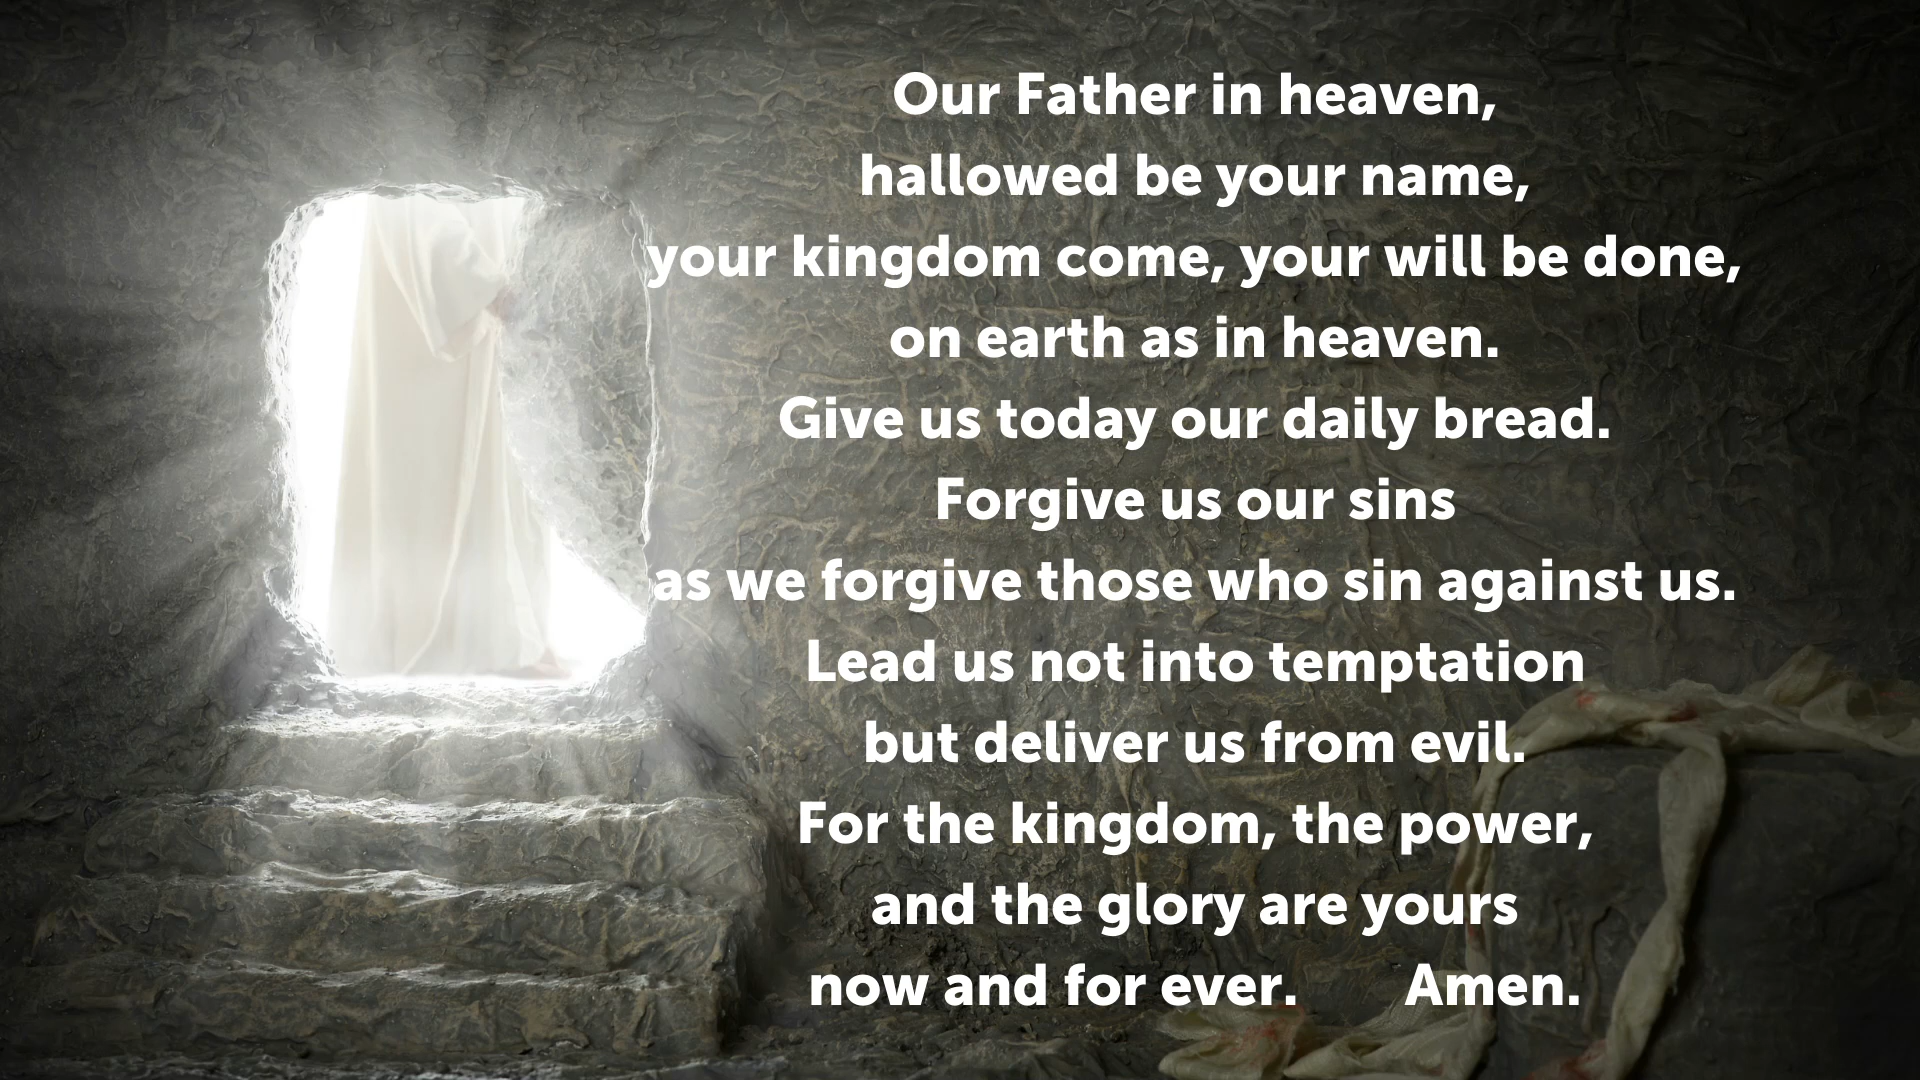 Our Father in heaven,
hallowed be your name,
your kingdom come, your will be done,
on earth as in heaven.
Give us today our daily bread.
Forgive us our sins
as we forgive those who sin against us.
Lead us not into temptation
but deliver us from evil.
For the kingdom, the power,
and the glory are yours
now and for ever. Amen.